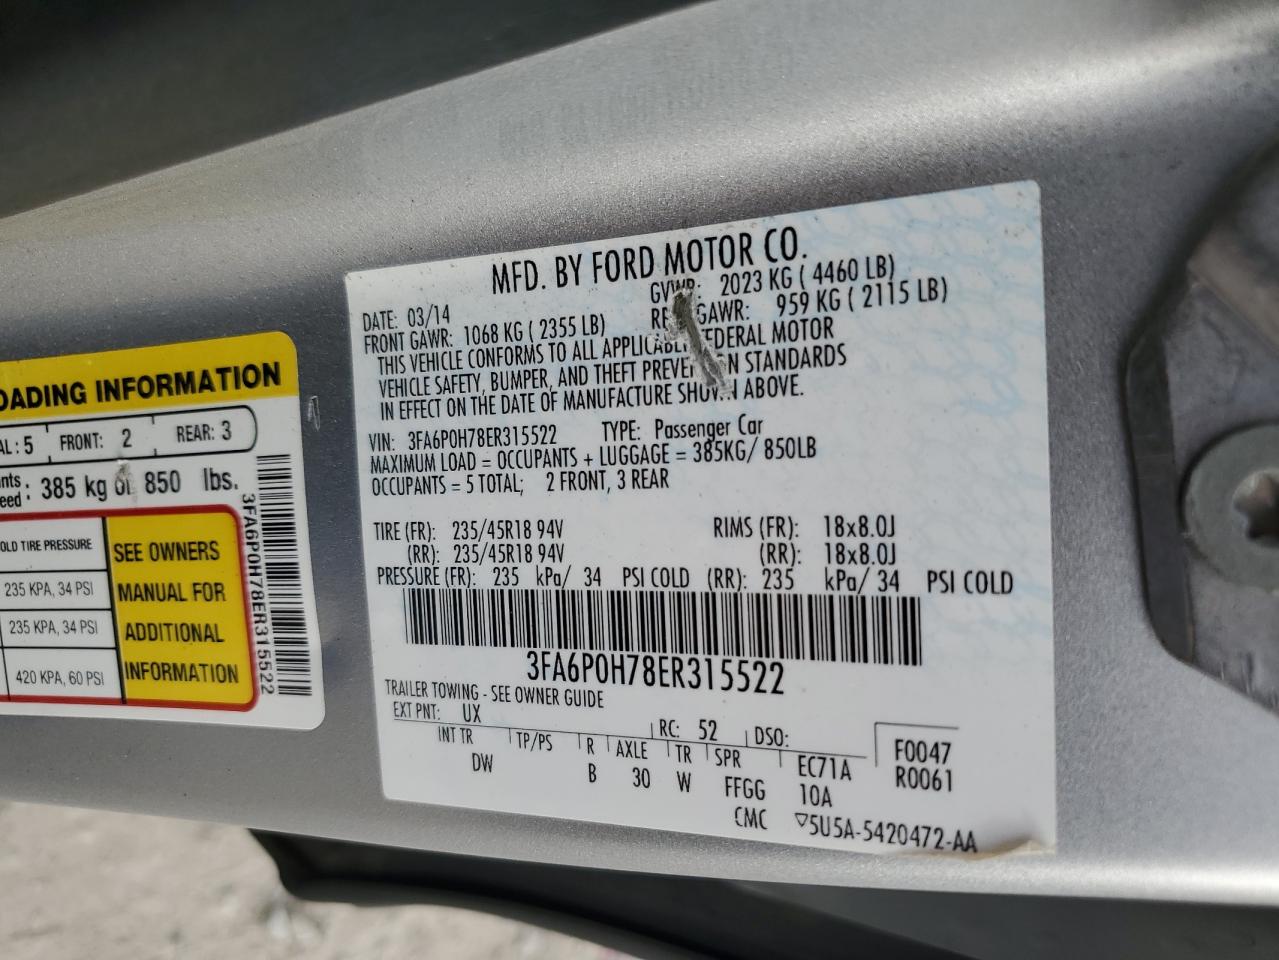 OADING INFORMATION
AL: 5 FRONT: 2 REAR: 3
nts
eed : 385 kg or 850 lbs.
OLD TIRE PRESSURE
235 KPA, 34 PSI
235 KPA, 34 PSI
420 KPA, 60 PSI
SEE OWNERS
MANUAL FOR
ADDITIONAL
INFORMATION
3FA6P0H78ER315522
MFD. BY FORD MOTOR CO.
DATE: 03/14 GVWR: 2023 KG ( 4460 LB)
FRONT GAWR: 1068 KG ( 2355 LB) GAWR: 959 KG ( 2115 LB)
THIS VEHICLE CONFORMS TO ALL APPLICABLE FEDERAL MOTOR
VEHICLE SAFETY, BUMPER, AND THEFT PREVENTION STANDARDS
IN EFFECT ON THE DATE OF MANUFACTURE SHOWN ABOVE.
VIN: 3FA6P0H78ER315522 TYPE: Passenger Car
MAXIMUM LOAD = OCCUPANTS + LUGGAGE = 385KG/ 850LB
OCCUPANTS = 5 TOTAL; 2 FRONT, 3 REAR
TIRE (FR): 235/45R18 94V RIMS (FR): 18x8.0J
(RR): 235/45R18 94V (RR): 18x8.0J
PRESSURE (FR): 235 kPa/ 34 PSI COLD (RR): 235 kPa/ 34 PSI COLD
3FA6P0H78ER315522
TRAILER TOWING - SEE OWNER GUIDE
EXT PNT: UX RC: 52 DSO:
INT TR TP/PS R AXLE TR SPR EC71A F0047
DW B 30 W FFGG 10A R0061
CMC ▽5U5A-5420472-AA